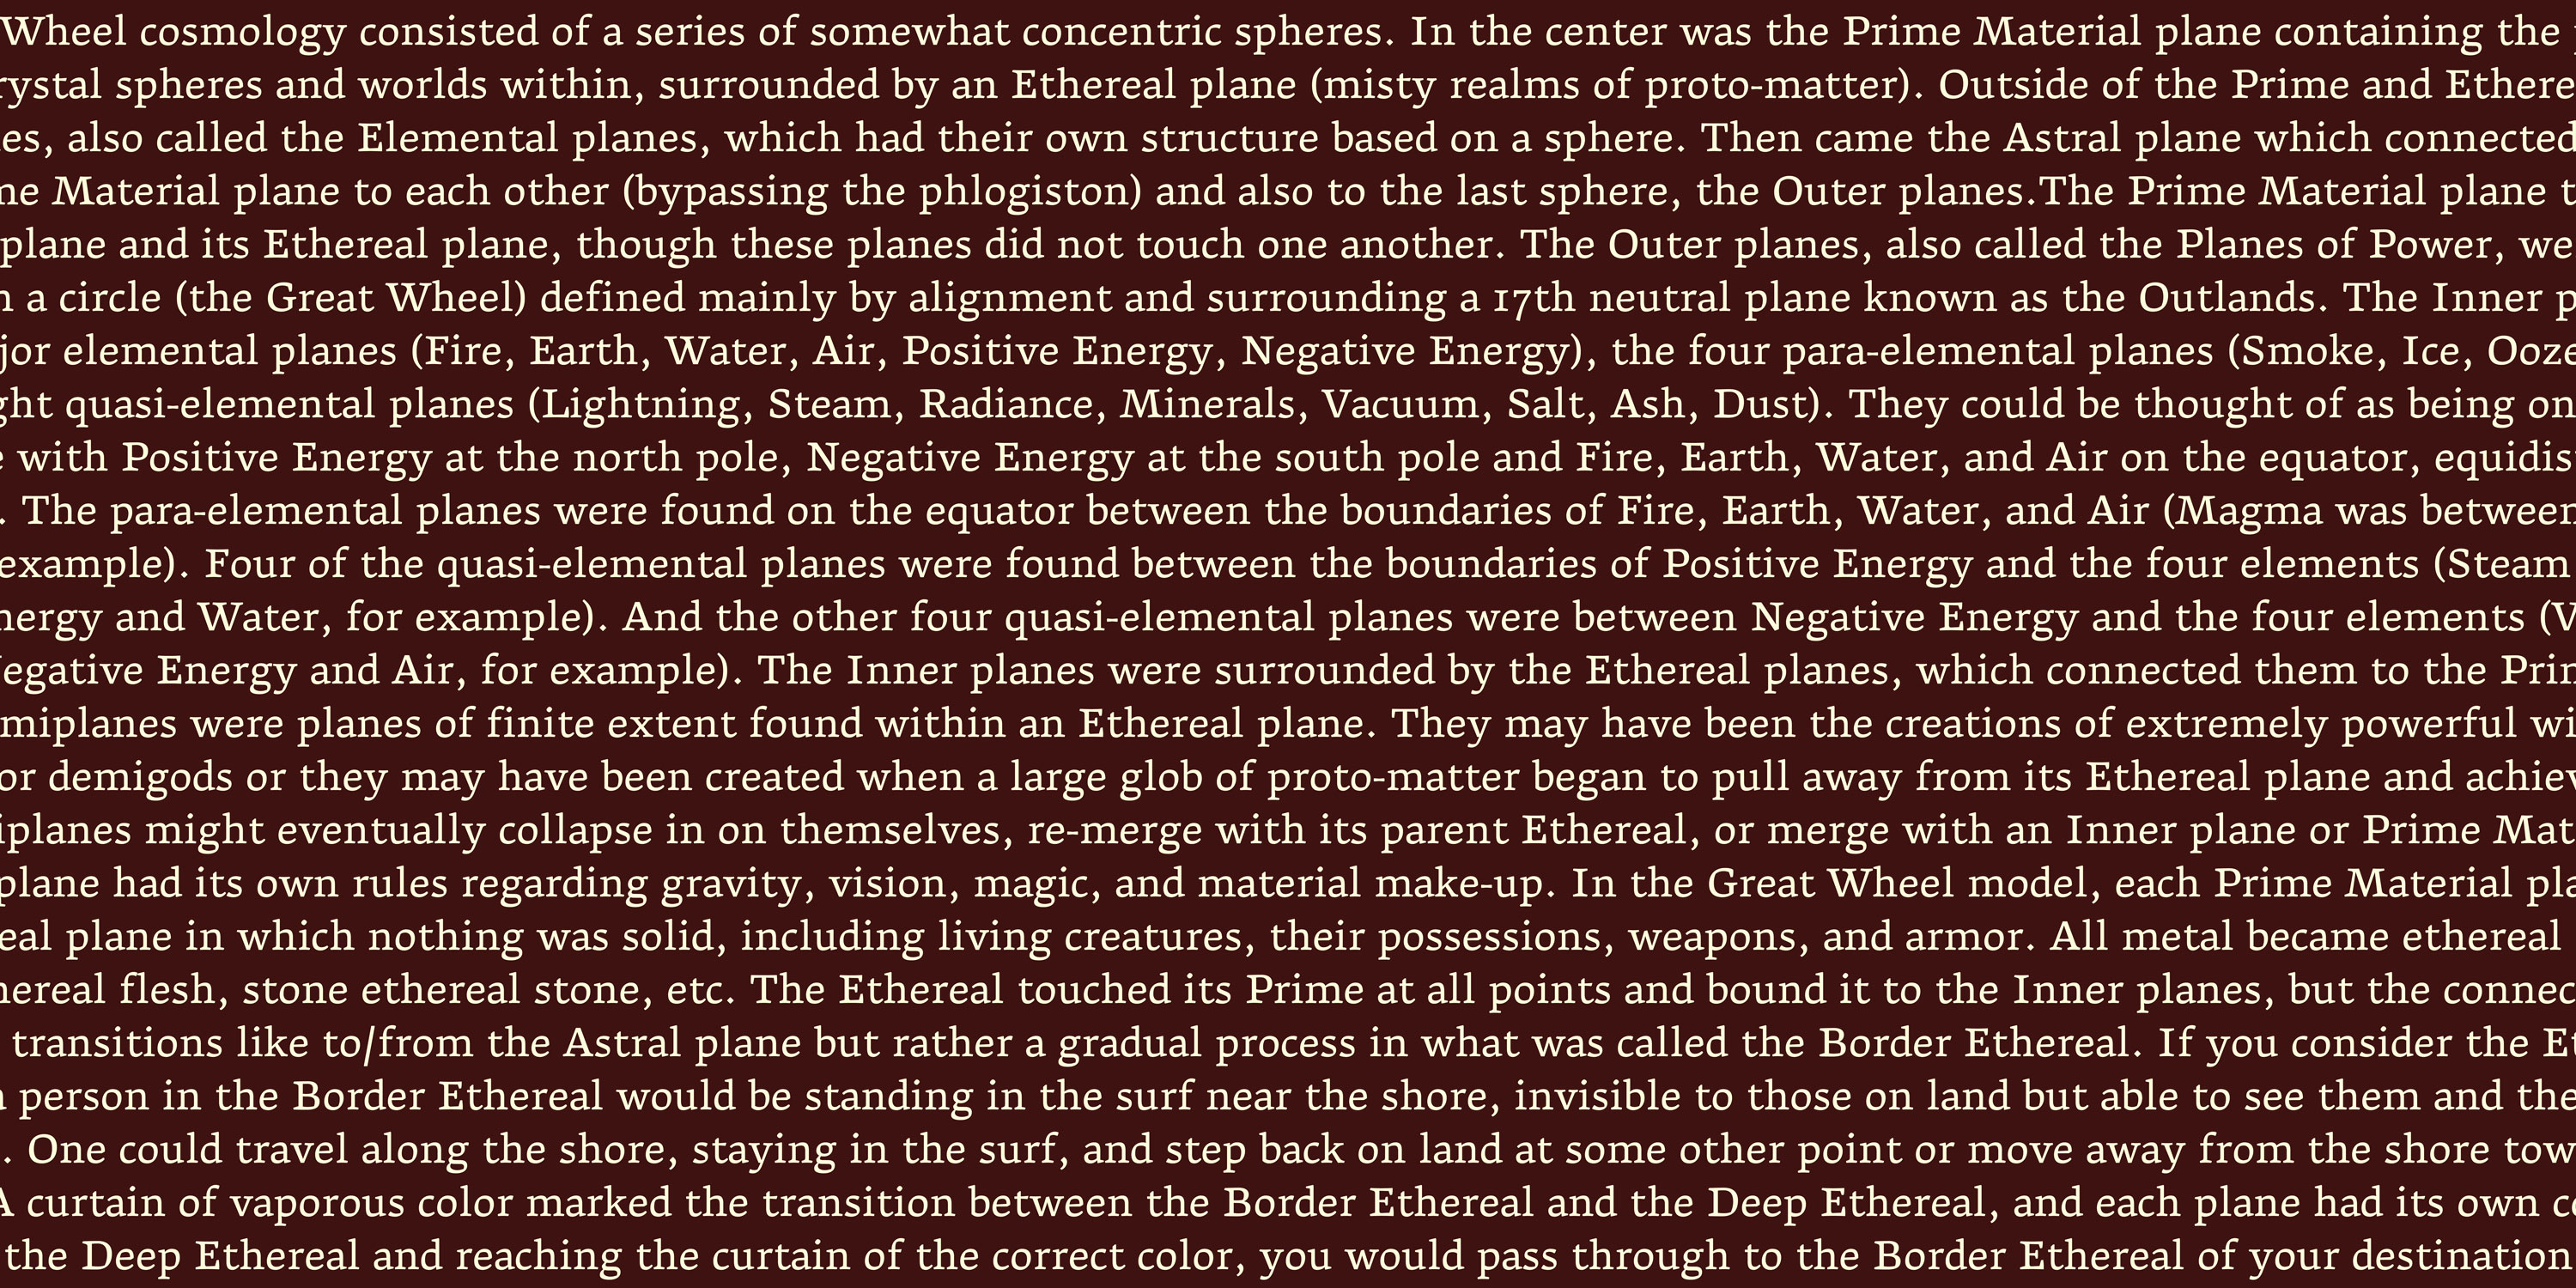 Wheel cosmology consisted of a series of somewhat concentric spheres. In the center was the Prime Material plane containing the
rystal spheres and worlds within, surrounded by an Ethereal plane (misty realms of proto-matter). Outside of the Prime and Ethere
es, also called the Elemental planes, which had their own structure based on a sphere. Then came the Astral plane which connected
me Material plane to each other (bypassing the phlogiston) and also to the last sphere, the Outer planes.The Prime Material plane t
plane and its Ethereal plane, though these planes did not touch one another. The Outer planes, also called the Planes of Power, we
n a circle (the Great Wheel) defined mainly by alignment and surrounding a 17th neutral plane known as the Outlands. The Inner p
jor elemental planes (Fire, Earth, Water, Air, Positive Energy, Negative Energy), the four para-elemental planes (Smoke, Ice, Ooze
ght quasi-elemental planes (Lightning, Steam, Radiance, Minerals, Vacuum, Salt, Ash, Dust). They could be thought of as being on
e with Positive Energy at the north pole, Negative Energy at the south pole and Fire, Earth, Water, and Air on the equator, equidis
. The para-elemental planes were found on the equator between the boundaries of Fire, Earth, Water, and Air (Magma was between
example). Four of the quasi-elemental planes were found between the boundaries of Positive Energy and the four elements (Steam
nergy and Water, for example). And the other four quasi-elemental planes were between Negative Energy and the four elements (V
egative Energy and Air, for example). The Inner planes were surrounded by the Ethereal planes, which connected them to the Prin
miplanes were planes of finite extent found within an Ethereal plane. They may have been the creations of extremely powerful wi
or demigods or they may have been created when a large glob of proto-matter began to pull away from its Ethereal plane and achiev
iplanes might eventually collapse in on themselves, re-merge with its parent Ethereal, or merge with an Inner plane or Prime Mat
plane had its own rules regarding gravity, vision, magic, and material make-up. In the Great Wheel model, each Prime Material pla
eal plane in which nothing was solid, including living creatures, their possessions, weapons, and armor. All metal became ethereal
hereal flesh, stone ethereal stone, etc. The Ethereal touched its Prime at all points and bound it to the Inner planes, but the connec
transitions like to/from the Astral plane but rather a gradual process in what was called the Border Ethereal. If you consider the Et
a person in the Border Ethereal would be standing in the surf near the shore, invisible to those on land but able to see them and the
. One could travel along the shore, staying in the surf, and step back on land at some other point or move away from the shore tow
A curtain of vaporous color marked the transition between the Border Ethereal and the Deep Ethereal, and each plane had its own co
the Deep Ethereal and reaching the curtain of the correct color, you would pass through to the Border Ethereal of your destination